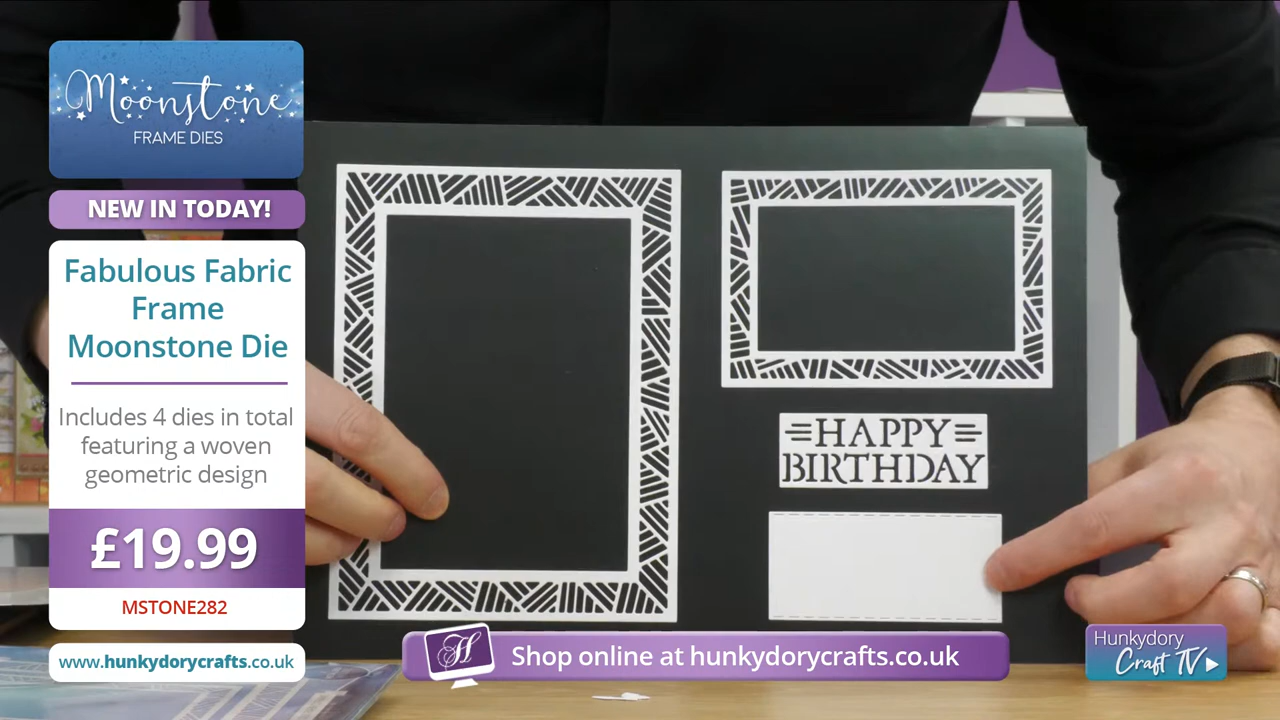 Moonstone
FRAME DIES
NEW IN TODAY!
Fabulous Fabric
Frame
Moonstone Die
Includes 4 dies in total
featuring a woven
geometric design
£19.99
MSTONE282
www.hunkydorycrafts.co.uk
HAPPY
BIRTHDAY
H Shop online at hunkydorycrafts.co.uk
Hunkydory
Craft TV